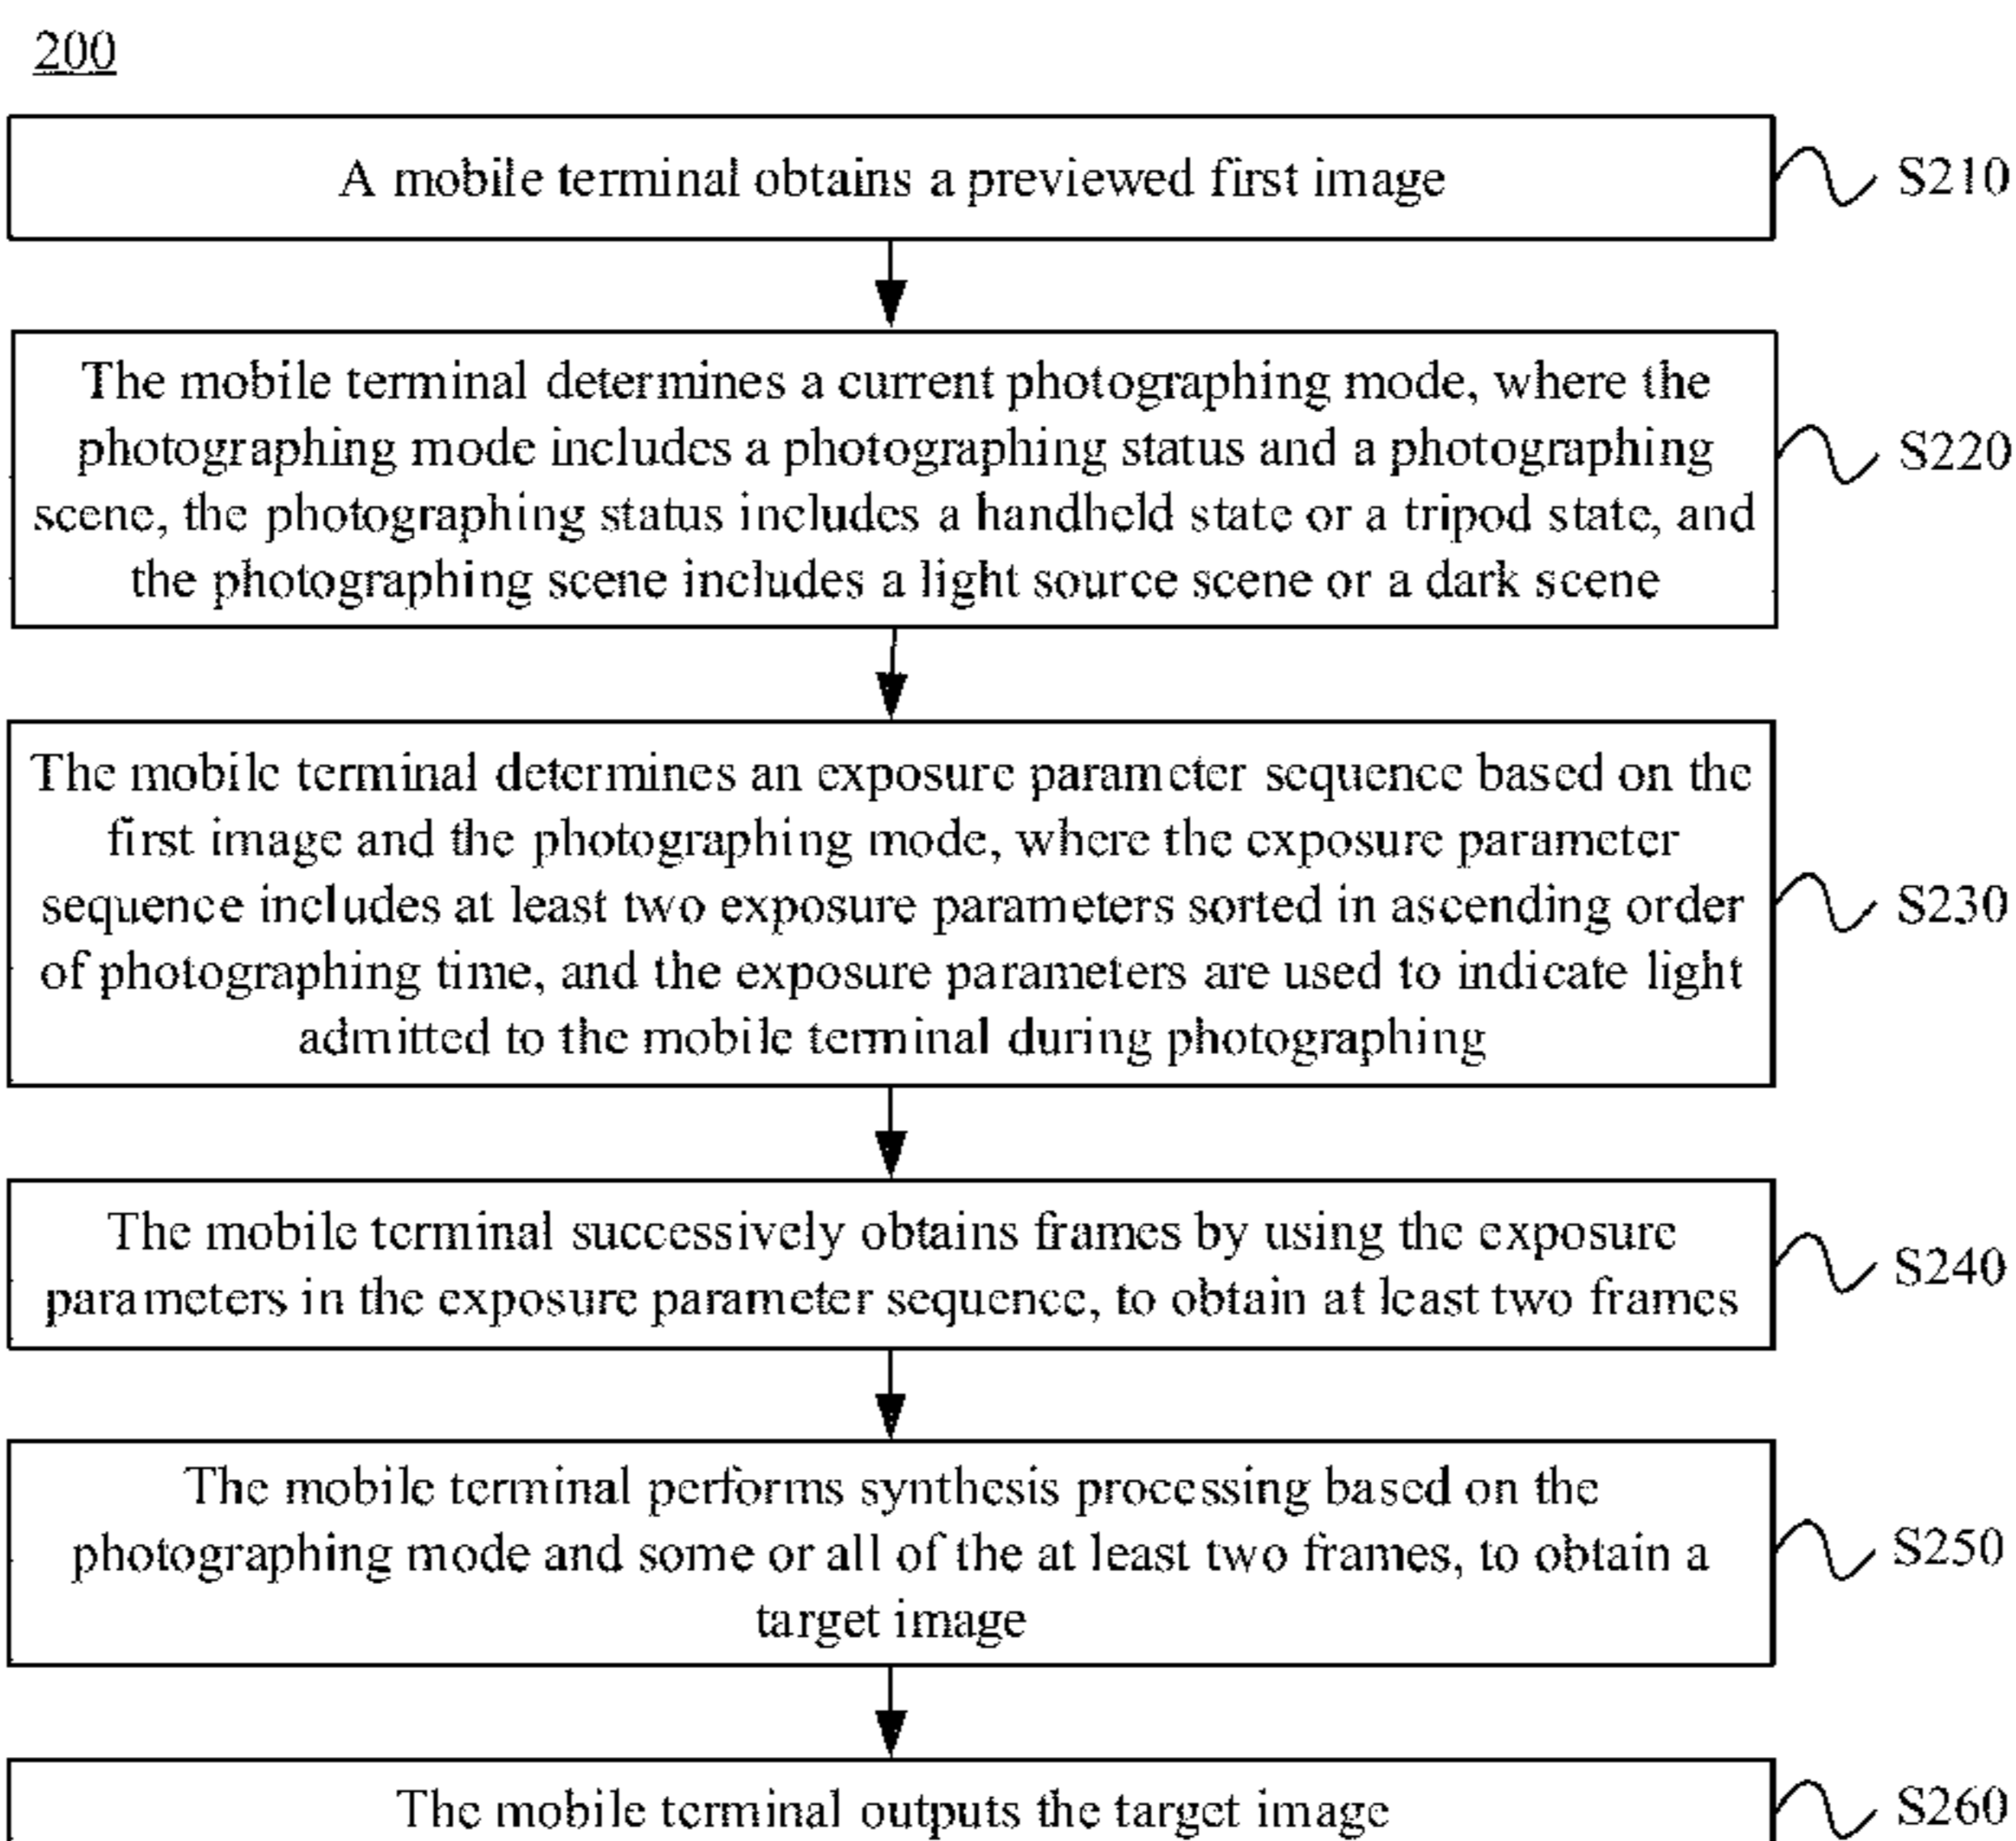 200
A mobile terminal obtains a previewed first image
S210
The mobile terminal determines a current photographing mode, where the
photographing mode includes a photographing status and a photographing
scene, the photographing status includes a handheld state or a tripod state, and
the photographing scene includes a light source scene or a dark scene
S220
The mobile terminal determines an exposure parameter sequence based on the
first image and the photographing mode, where the exposure parameter
sequence includes at least two exposure parameters sorted in ascending order
of photographing time, and the exposure parameters are used to indicate light
admitted to the mobile terminal during photographing
S230
The mobile terminal successively obtains frames by using the exposure
parameters in the exposure parameter sequence, to obtain at least two frames
S240
The mobile terminal performs synthesis processing based on the
photographing mode and some or all of the at least two frames, to obtain a
target image
S250
The mobile terminal outputs the target image
S260